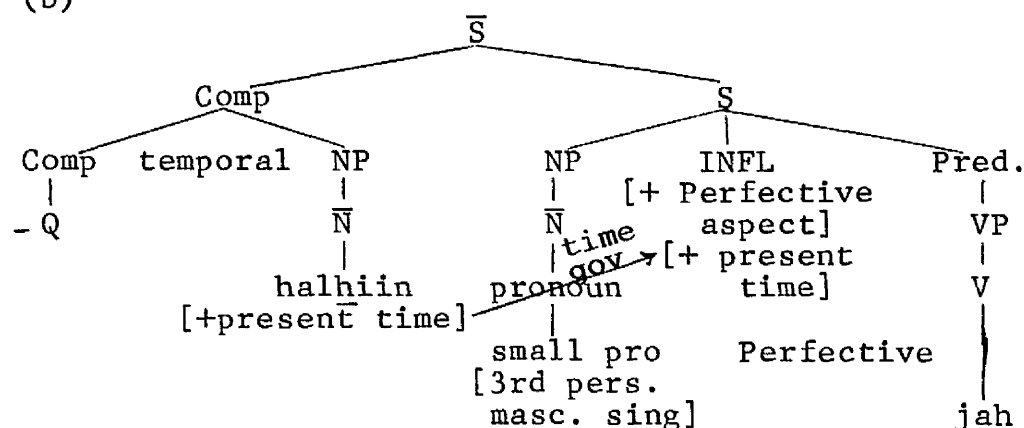 (b)
S̅
Comp S
Comp temporal NP NP INFL Pred.
[+ Perfective
- Q N̅ N̅ aspect] VP
time
gov [+ present
halhiin pronoun time] V
[+present time]
small pro Perfective
[3rd pers.
masc. sing] jah